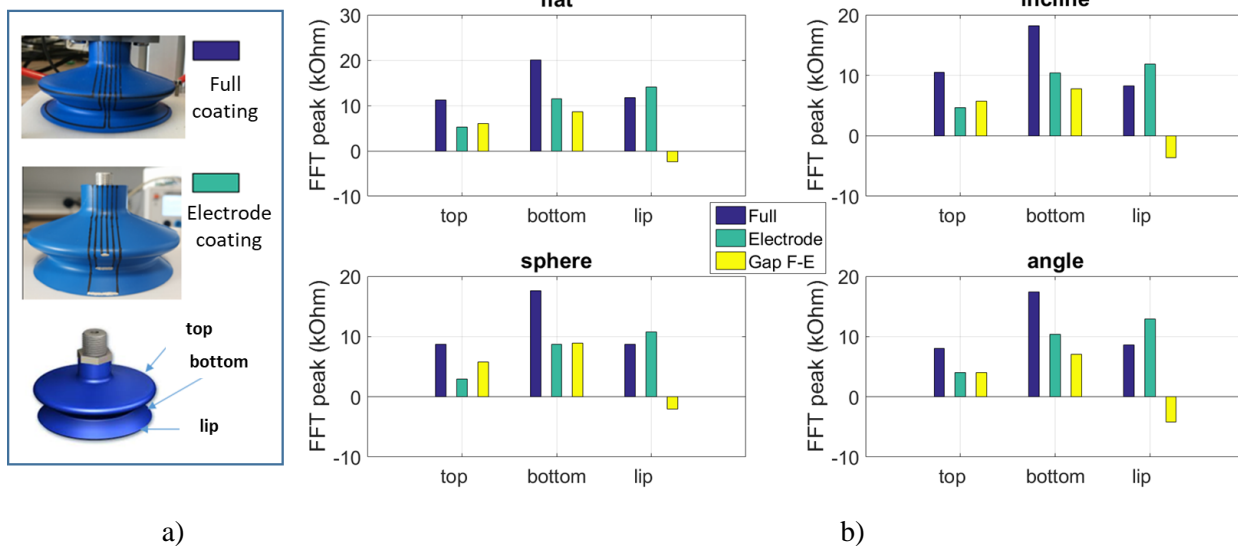 Full
coating
Electrode
coating
top
bottom
lip
a)
flat
FFT peak (kOhm)
30
20
10
0
-10
top
bottom
lip
incline
FFT peak (kOhm)
20
10
0
-10
top
bottom
lip
Full
Electrode
Gap F-E
sphere
FFT peak (kOhm)
20
10
0
-10
top
bottom
lip
angle
FFT peak (kOhm)
20
10
0
-10
top
bottom
lip
b)